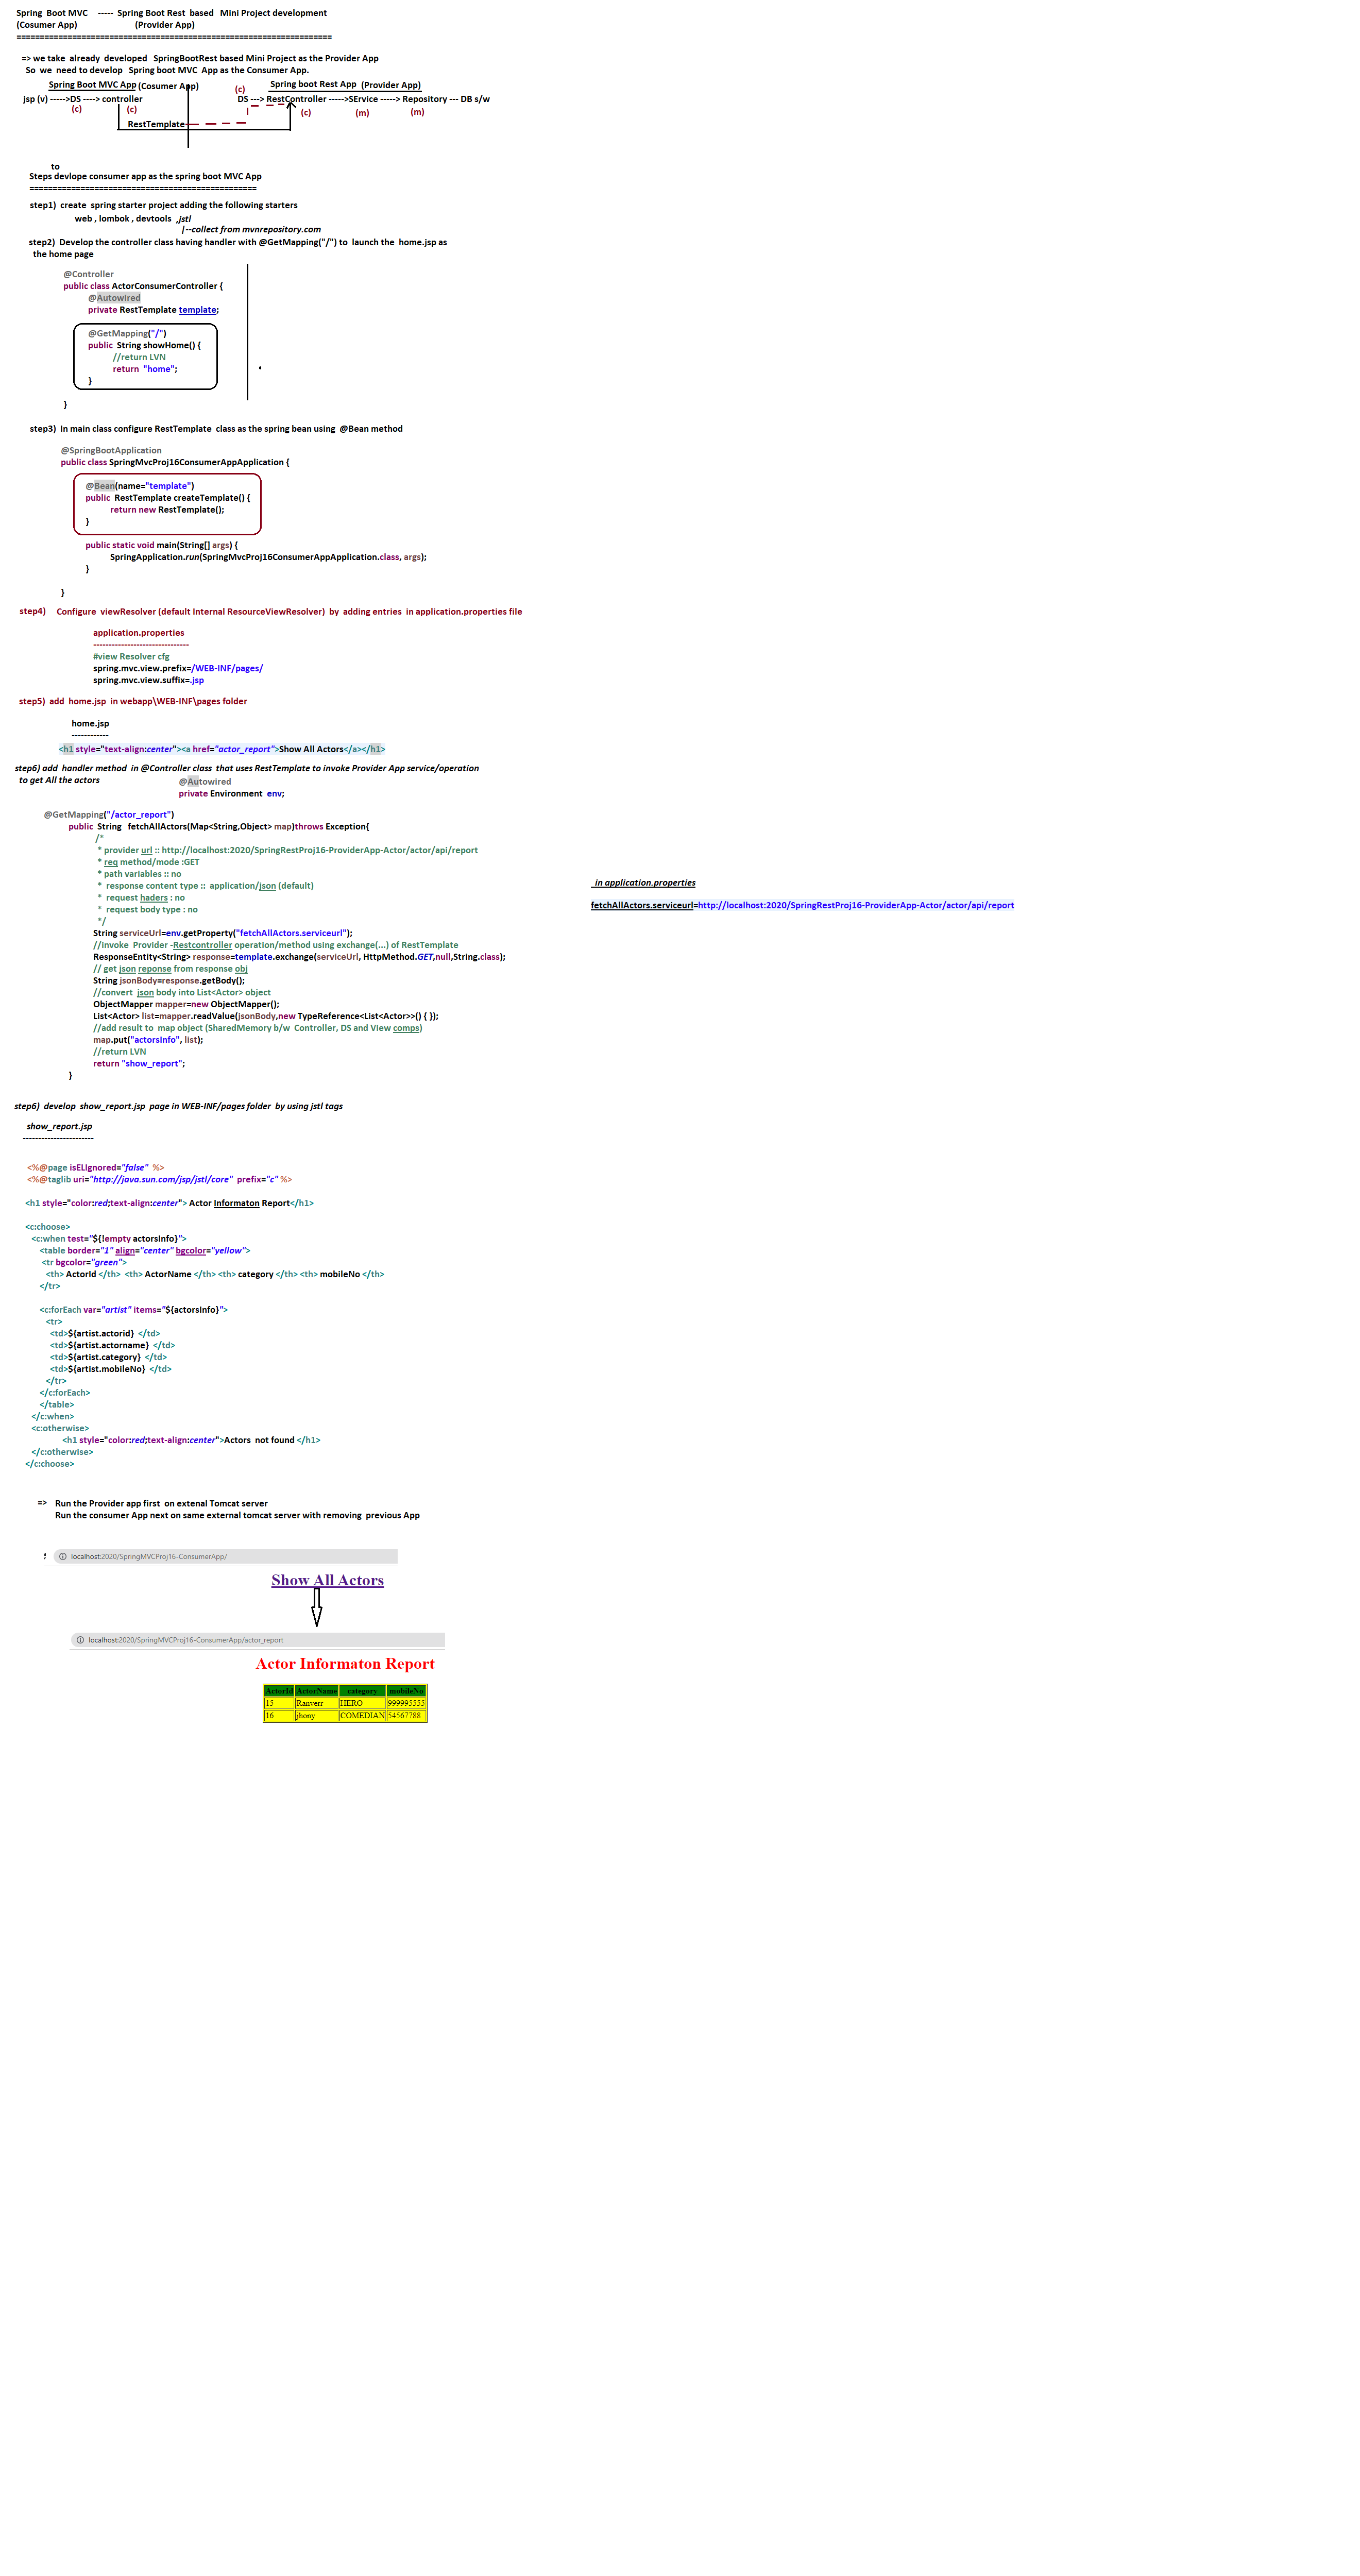 Spring Boot MVC ----- Spring Boot Rest based Mini Project development
(Cosumer App) (Provider App)
====================================================================
=> we take already developed SpringBootRest based Mini Project as the Provider App
So we need to develop Spring boot MVC App as the Consumer App.
Spring Boot MVC App (Cosumer App) Spring boot Rest App (Provider App)
(c)
jsp (v) ----->DS ----> controller DS ---> RestController ----->SErvice -----> Repository --- DB s/w
(c) (c) (c) (m) (m)
RestTemplate
to
Steps devlope consumer app as the spring boot MVC App
=================================================
step1) create spring starter project adding the following starters
web , lombok , devtools ,jstl
|--collect from mvnrepository.com
step2) Develop the controller class having handler with @GetMapping("/") to launch the home.jsp as
the home page
@Controller
public class ActorConsumerController {
@Autowired
private RestTemplate template;
@GetMapping("/")
public String showHome() {
//return LVN
return "home";
}
}
step3) In main class configure RestTemplate class as the spring bean using @Bean method
@SpringBootApplication
public class SpringMvcProj16ConsumerAppApplication {
@Bean(name="template")
public RestTemplate createTemplate() {
return new RestTemplate();
}
public static void main(String[] args) {
SpringApplication.run(SpringMvcProj16ConsumerAppApplication.class, args);
}
}
step4) Configure viewResolver (default Internal ResourceViewResolver) by adding entries in application.properties file
application.properties
-------------------------------
#view Resolver cfg
spring.mvc.view.prefix=/WEB-INF/pages/
spring.mvc.view.suffix=.jsp
step5) add home.jsp in webapp\WEB-INF\pages folder
home.jsp
------------
<h1 style="text-align:center"><a href="actor_report">Show All Actors</a></h1>
step6) add handler method in @Controller class that uses RestTemplate to invoke Provider App service/operation
to get All the actors
@Autowired
private Environment env;
@GetMapping("/actor_report")
public String fetchAllActors(Map<String,Object> map)throws Exception{
/*
* provider url :: http://localhost:2020/SpringRestProj16-ProviderApp-Actor/actor/api/report
* req method/mode :GET
* path variables :: no
* response content type :: application/json (default)
* request haders : no
* request body type : no
*/
in application.properties
fetchAllActors.serviceurl=http://localhost:2020/SpringRestProj16-ProviderApp-Actor/actor/api/report
String serviceUrl=env.getProperty("fetchAllActors.serviceurl");
//invoke Provider -Restcontroller operation/method using exchange(...) of RestTemplate
ResponseEntity<String> response=template.exchange(serviceUrl, HttpMethod.GET,null,String.class);
// get json reponse from response obj
String jsonBody=response.getBody();
//convert json body into List<Actor> object
ObjectMapper mapper=new ObjectMapper();
List<Actor> list=mapper.readValue(jsonBody,new TypeReference<List<Actor>>() { });
//add result to map object (SharedMemory b/w Controller, DS and View comps)
map.put("actorsInfo", list);
//return LVN
return "show_report";
}
step6) develop show_report.jsp page in WEB-INF/pages folder by using jstl tags
show_report.jsp
-----------------------
<%@page isELIgnored="false" %>
<%@taglib uri="http://java.sun.com/jsp/jstl/core" prefix="c" %>
<h1 style="color:red;text-align:center"> Actor Informaton Report</h1>
<c:choose>
<c:when test="${!empty actorsInfo}">
<table border="1" align="center" bgcolor="yellow">
<tr bgcolor="green">
<th> ActorId </th> <th> ActorName </th> <th> category </th> <th> mobileNo </th>
</tr>
<c:forEach var="artist" items="${actorsInfo}">
<tr>
<td>${artist.actorid} </td>
<td>${artist.actorname} </td>
<td>${artist.category} </td>
<td>${artist.mobileNo} </td>
</tr>
</c:forEach>
</table>
</c:when>
<c:otherwise>
<h1 style="color:red;text-align:center">Actors not found </h1>
</c:otherwise>
</c:choose>
=> Run the Provider app first on extenal Tomcat server
Run the consumer App next on same external tomcat server with removing previous App
localhost:2020/SpringMVCProj16-ConsumerApp/
Show All Actors
localhost:2020/SpringMVCProj16-ConsumerApp/actor_report
Actor Informaton Report
ActorId ActorName category mobileNo
15 Ranverr HERO 999995555
16 jhony COMEDIAN 54567788